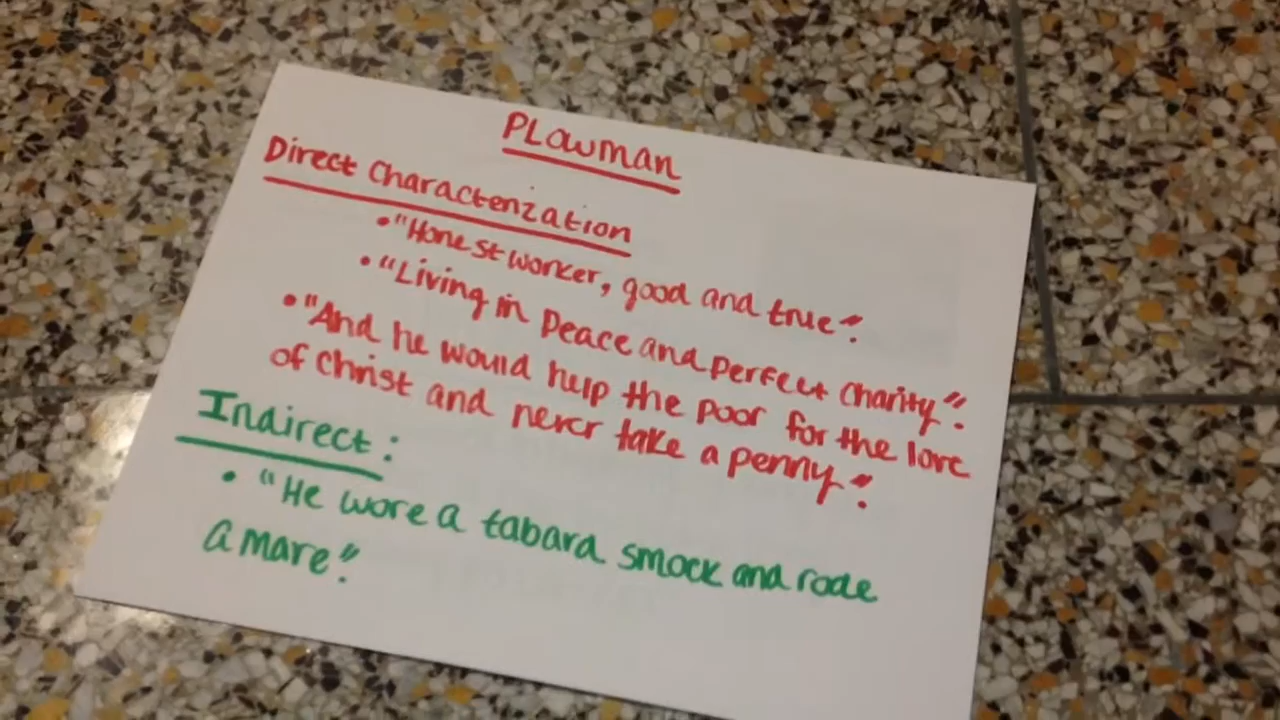 PLowman
Direct Characterization
• "Honest worker, good and true".
• "Living in peace and perfect charity".
• "And he would help the poor for the love
of Christ and never take a penny".
Indirect:
• "He wore a tabard smock and rode
a mare".